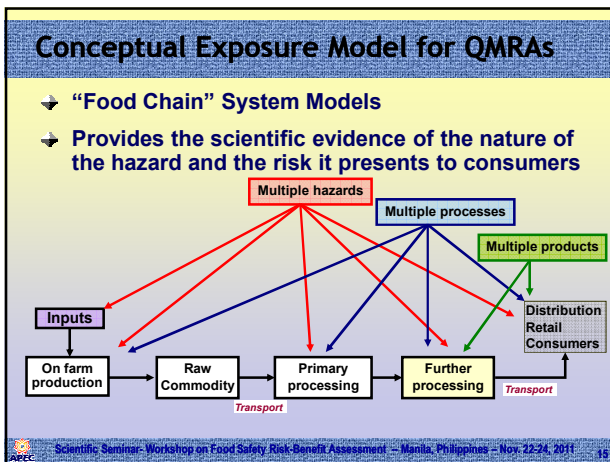 Conceptual Exposure Model for QMRAs
“Food Chain” System Models
Provides the scientific evidence of the nature of
the hazard and the risk it presents to consumers
Multiple hazards
Multiple processes
Multiple products
Inputs
Distribution
Retail
Consumers
On farm
production
Raw
Commodity
Primary
processing
Further
processing
Transport
Transport
APEC
Scientific Seminar- Workshop on Food Safety Risk-Benefit Assessment – Manila, Philippines – Nov. 22-24, 2011